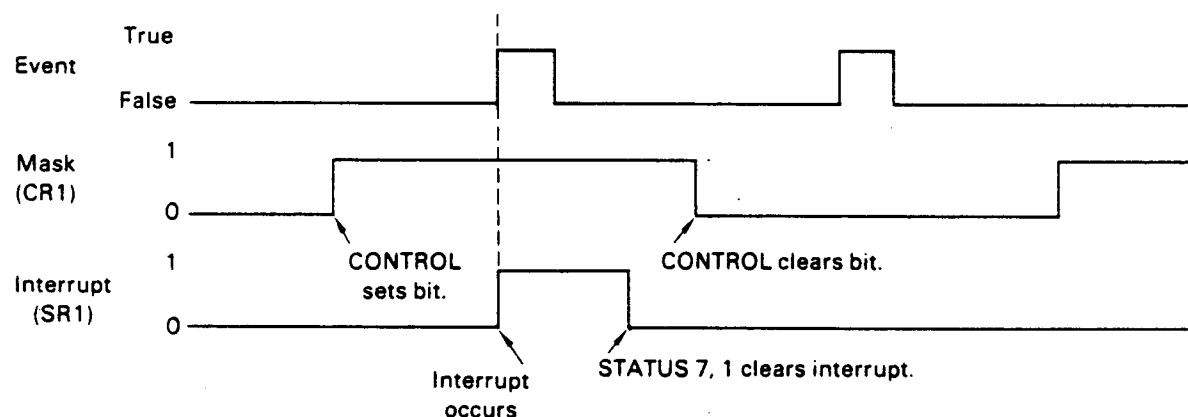 True
Event
False
1
Mask
(CR1)
0
CONTROL
sets bit.
CONTROL clears bit.
1
Interrupt
(SR1)
0
Interrupt
occurs
STATUS 7, 1 clears interrupt.